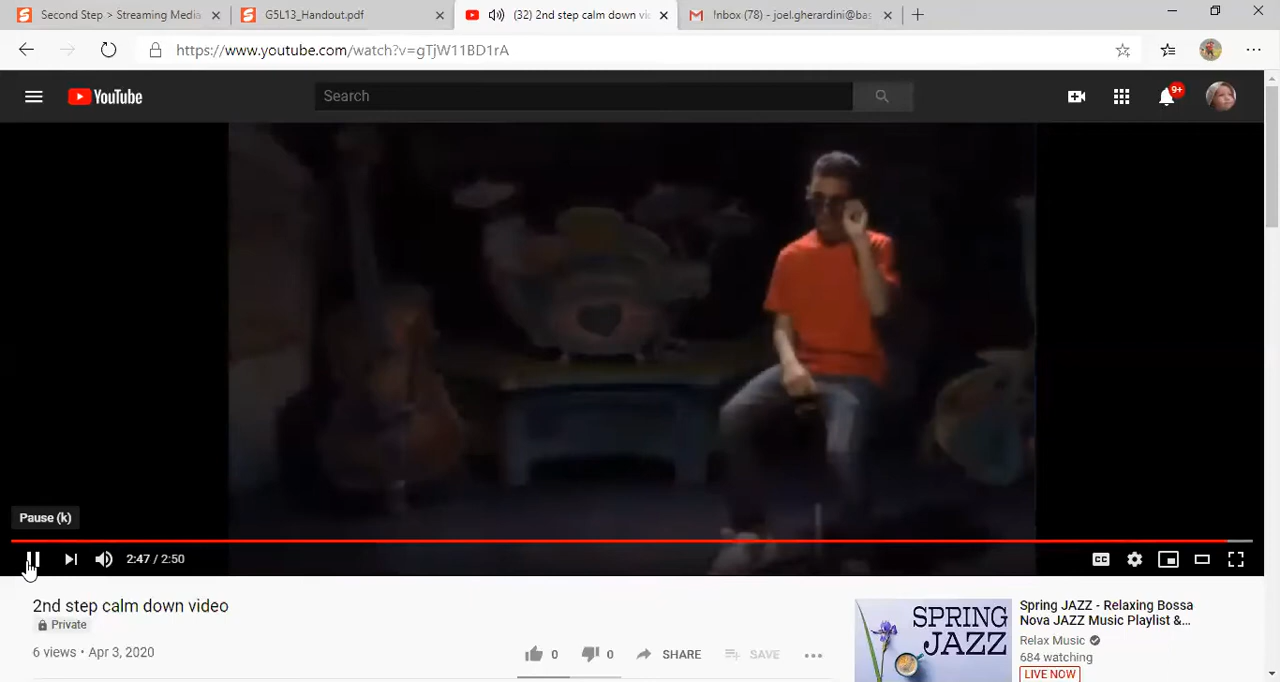 Second Step > Streaming Media
G5L13_Handout.pdf
(32) 2nd step calm down vi
Inbox (78) - joel.gherardini@bas
https://www.youtube.com/watch?v=gTjW11BD1rA
YouTube
Search
9+
Pause (k)
2:47 / 2:50
CC
2nd step calm down video
Private
6 views • Apr 3, 2020
0
0
SHARE
SAVE
SPRING
JAZZ
Spring JAZZ - Relaxing Bossa
Nova JAZZ Music Playlist &...
Relax Music
684 watching
LIVE NOW